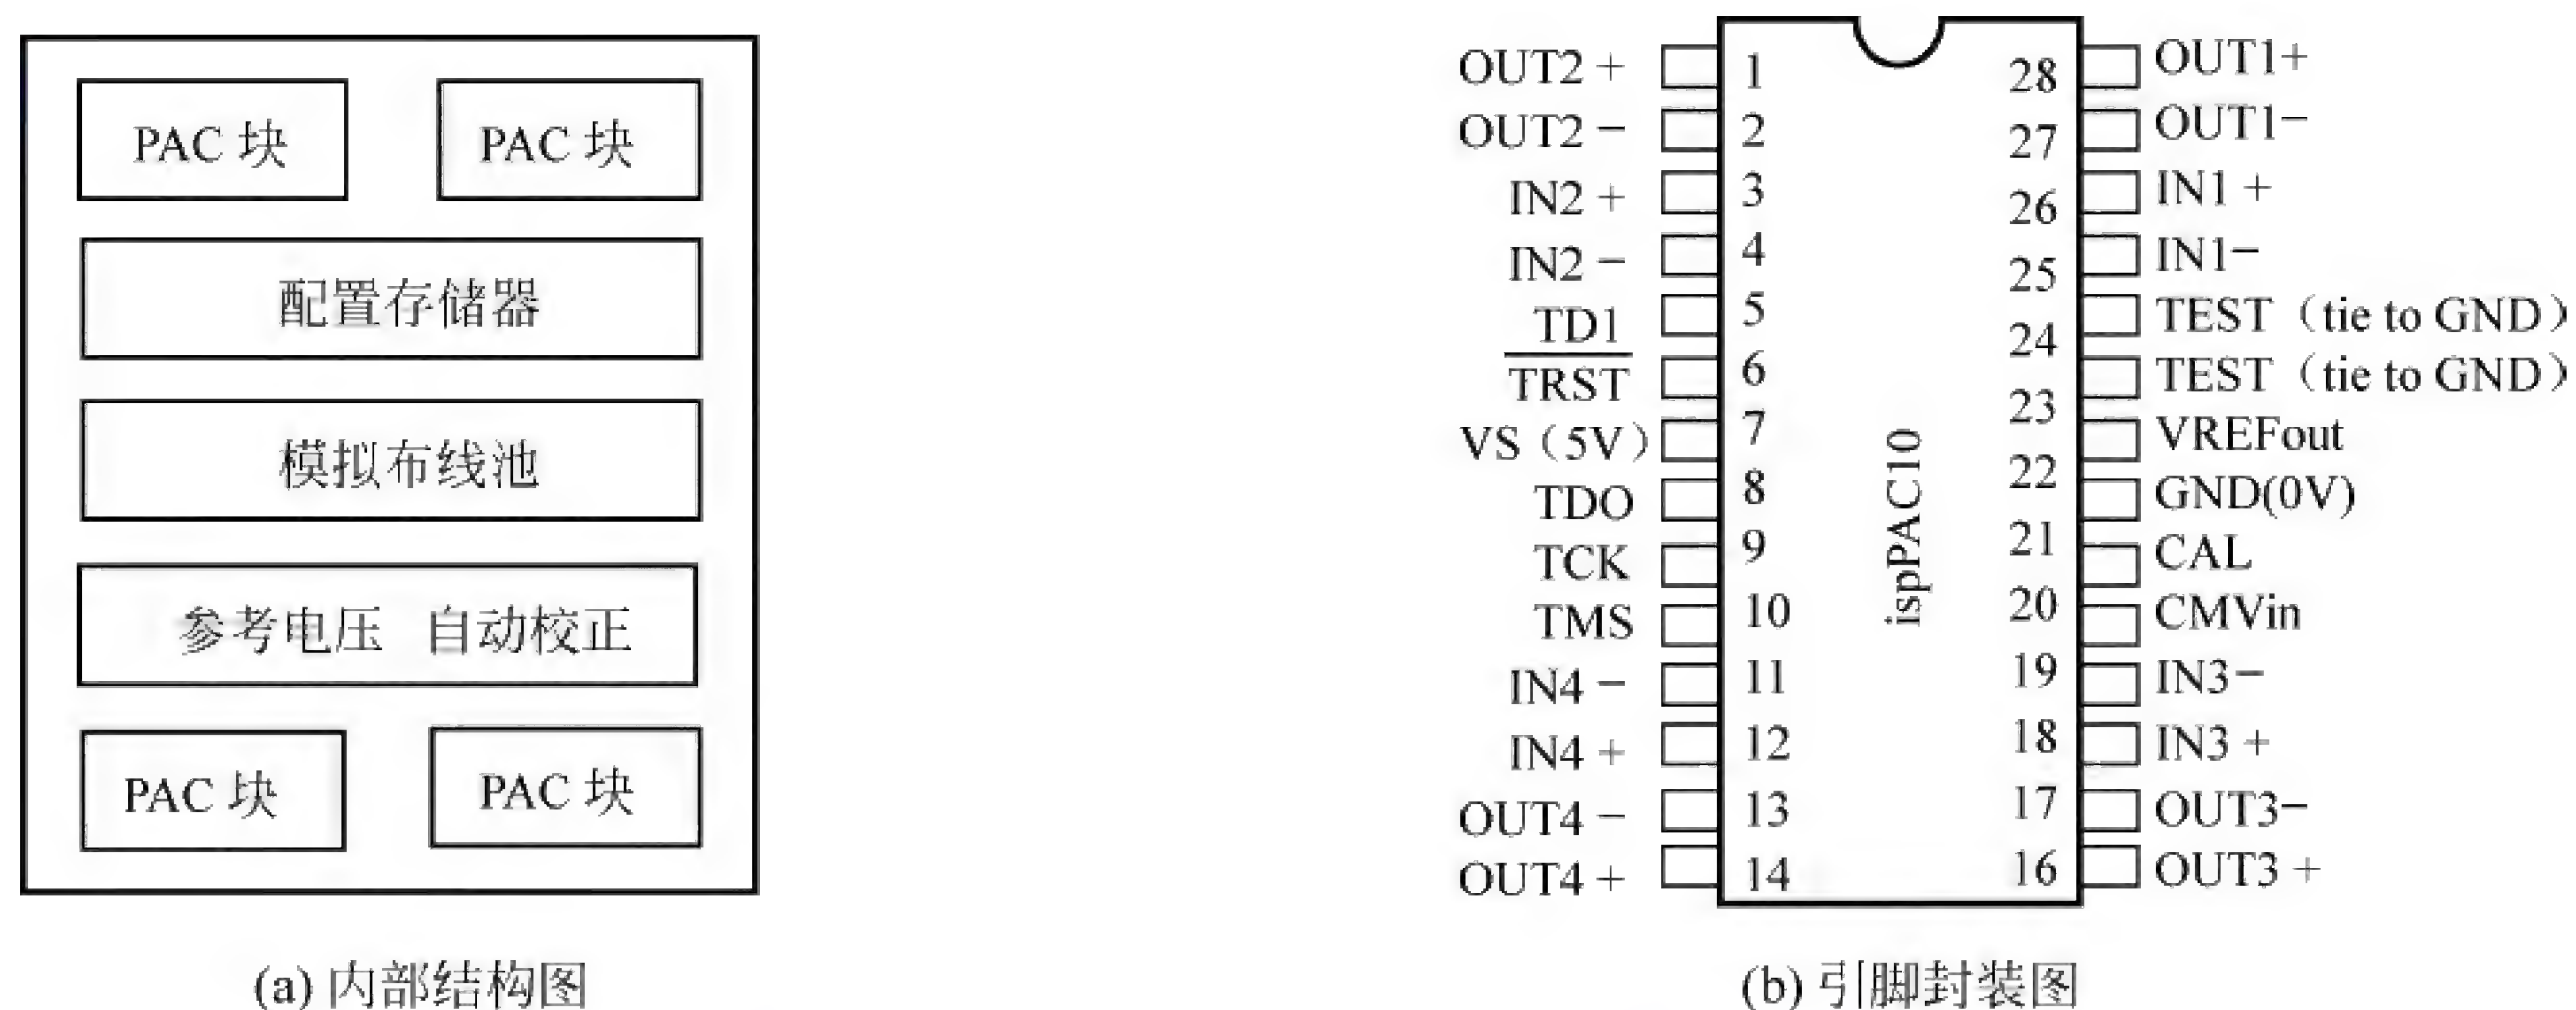 PAC 块
PAC 块
配置存储器
模拟布线池
参考电压 自动校正
PAC 块
PAC 块
(a) 内部结构图
OUT2 +
OUT2 −
IN2 +
IN2 −
TD1
TRST
VS（5V）
TDO
TCK
TMS
IN4 −
IN4 +
OUT4 −
OUT4 +
1
2
3
4
5
6
7
8
9
10
11
12
13
14
ispPAC10
28
27
26
25
24
23
22
21
20
19
18
17
16
OUT1+
OUT1−
IN1 +
IN1−
TEST（tie to GND）
TEST（tie to GND）
VREFout
GND(0V)
CAL
CMVin
IN3−
IN3 +
OUT3−
OUT3 +
(b) 引脚封装图